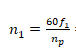 n₁ = 60f₁ / nₚ